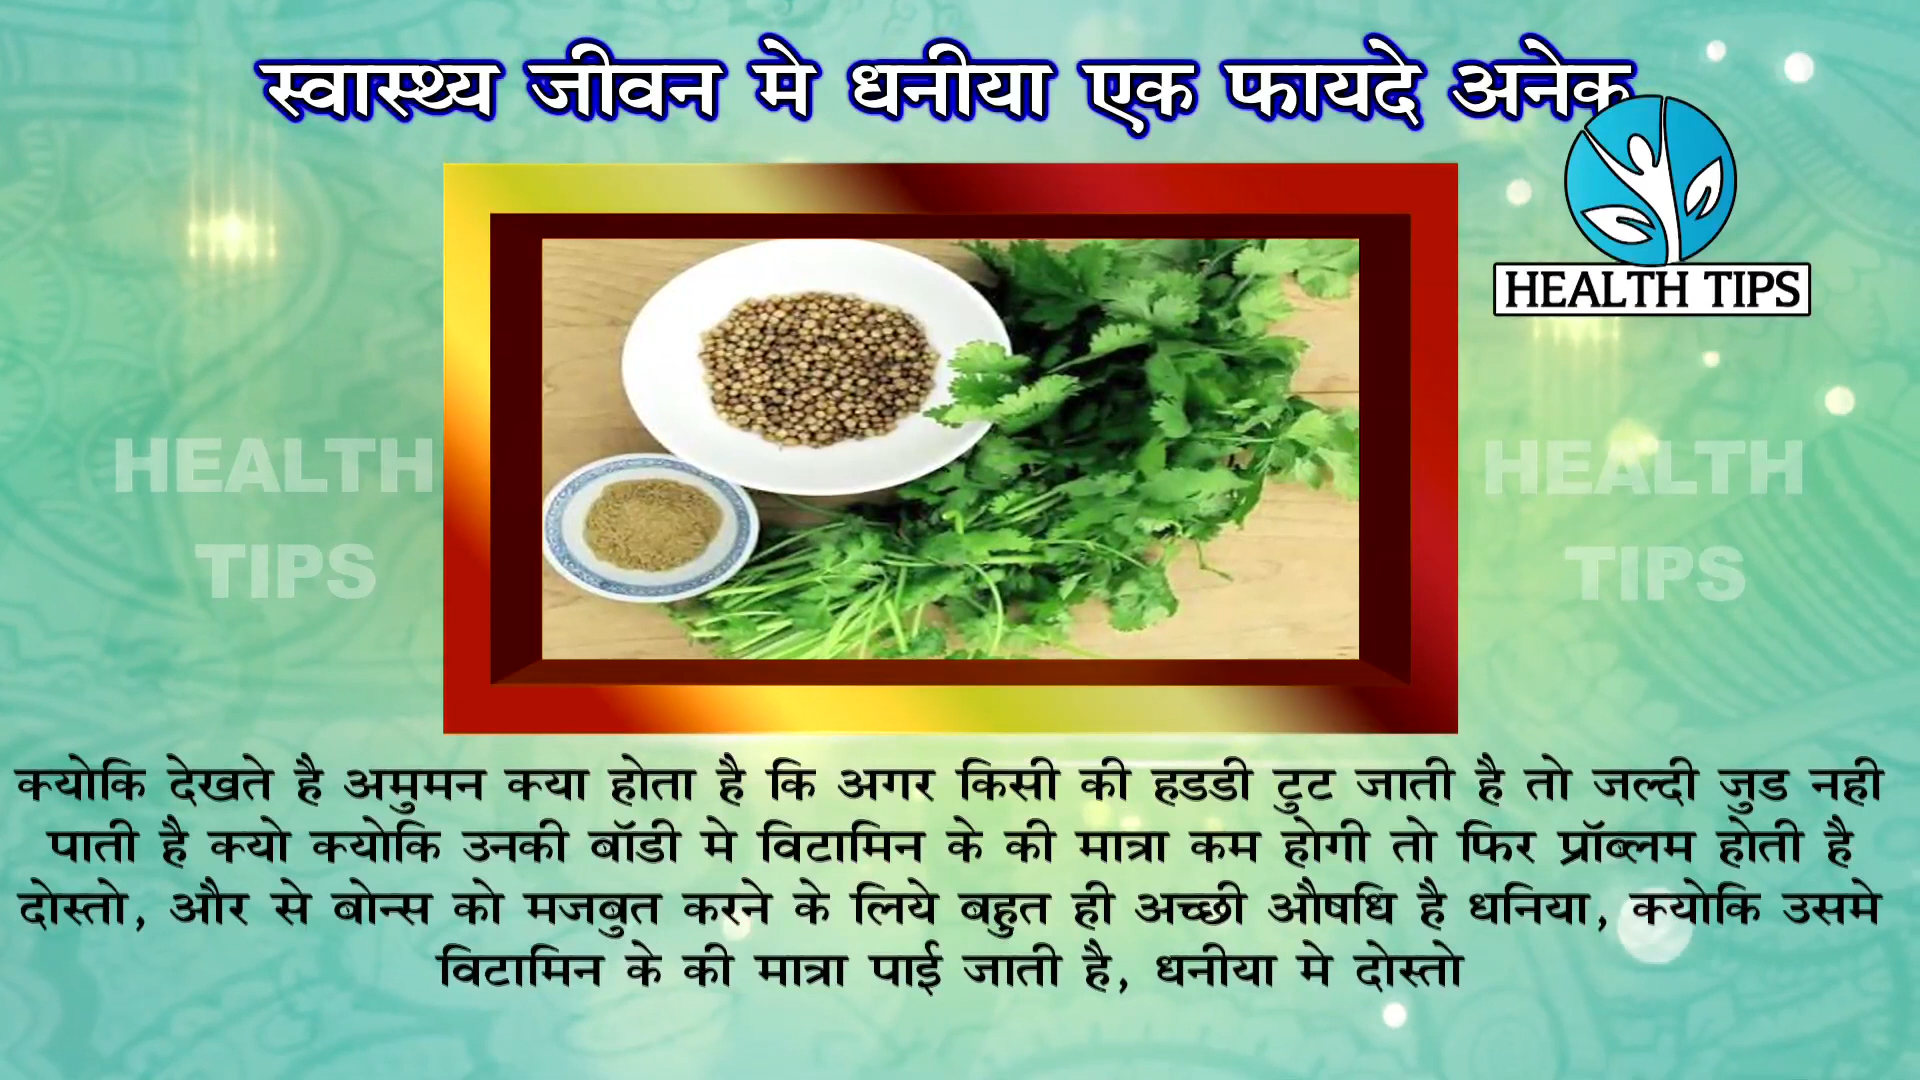 स्वास्थ्य जीवन मे धनीया एक फायदे अनेक
HEALTH TIPS
HEALTH
TIPS
HEALTH
TIPS
क्योकि देखते है अमुमन क्या होता है कि अगर किसी की हडडी टुट जाती है तो जल्दी जुड नही
पाती है क्यो क्योकि उनकी बॉडी मे विटामिन के की मात्रा कम होगी तो फिर प्रॉब्लम होती है
दोस्तो, और से बोन्स को मजबुत करने के लिये बहुत ही अच्छी औषधि है धनिया, क्योकि उसमे
विटामिन के की मात्रा पाई जाती है, धनीया मे दोस्तो